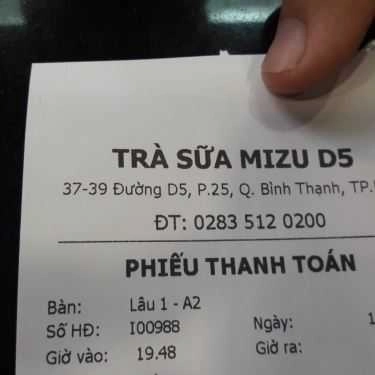 TRÀ SỮA MIZU D5
37-39 Đường D5, P.25, Q. Bình Thạnh, TP.
ĐT: 0283 512 0200
PHIẾU THANH TOÁN
Bàn: Lầu 1 - A2
Số HĐ: I00988 Ngày: 1
Giờ vào: 19.48 Giờ ra: